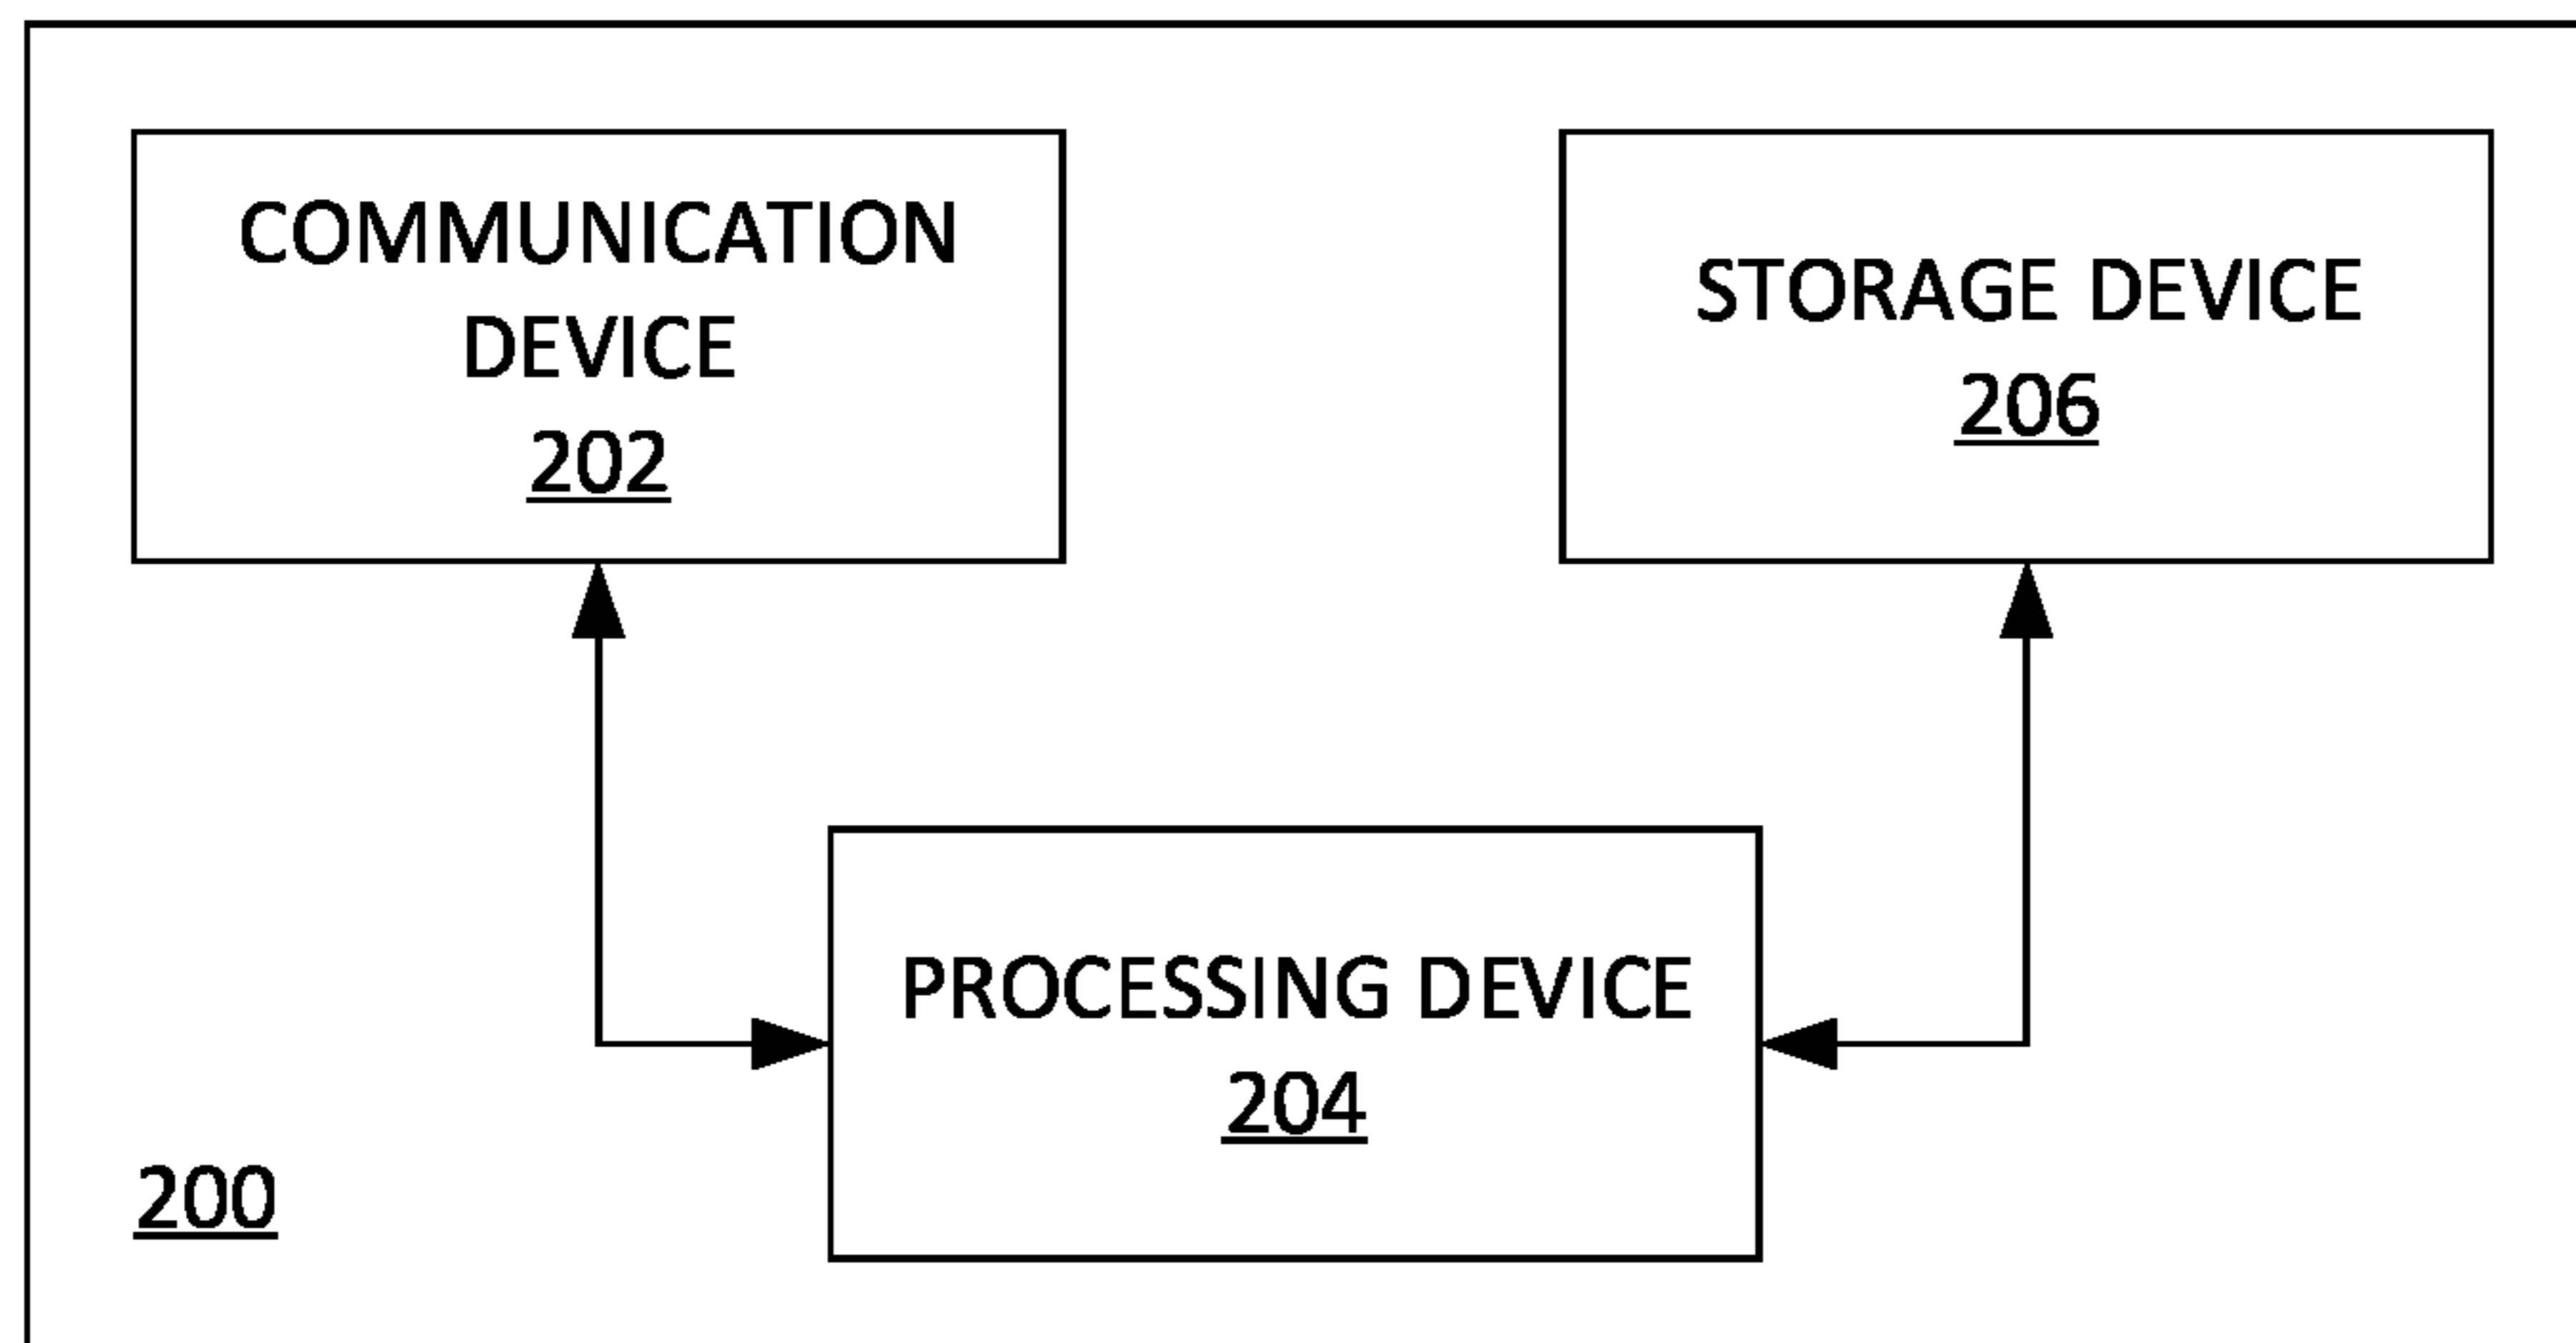 COMMUNICATION
DEVICE
202
STORAGE DEVICE
206
PROCESSING DEVICE
204
200